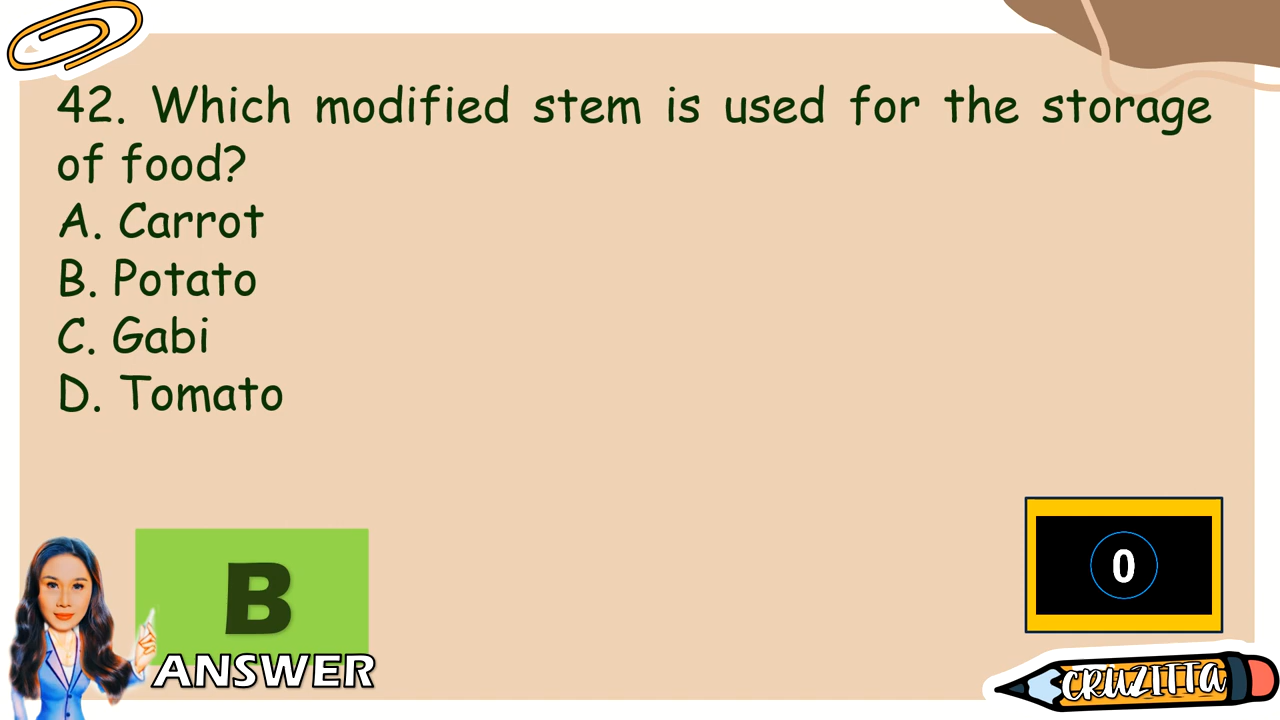 42. Which modified stem is used for the storage
of food?
A. Carrot
B. Potato
C. Gabi
D. Tomato
B
ANSWER
0
CRUZITTA